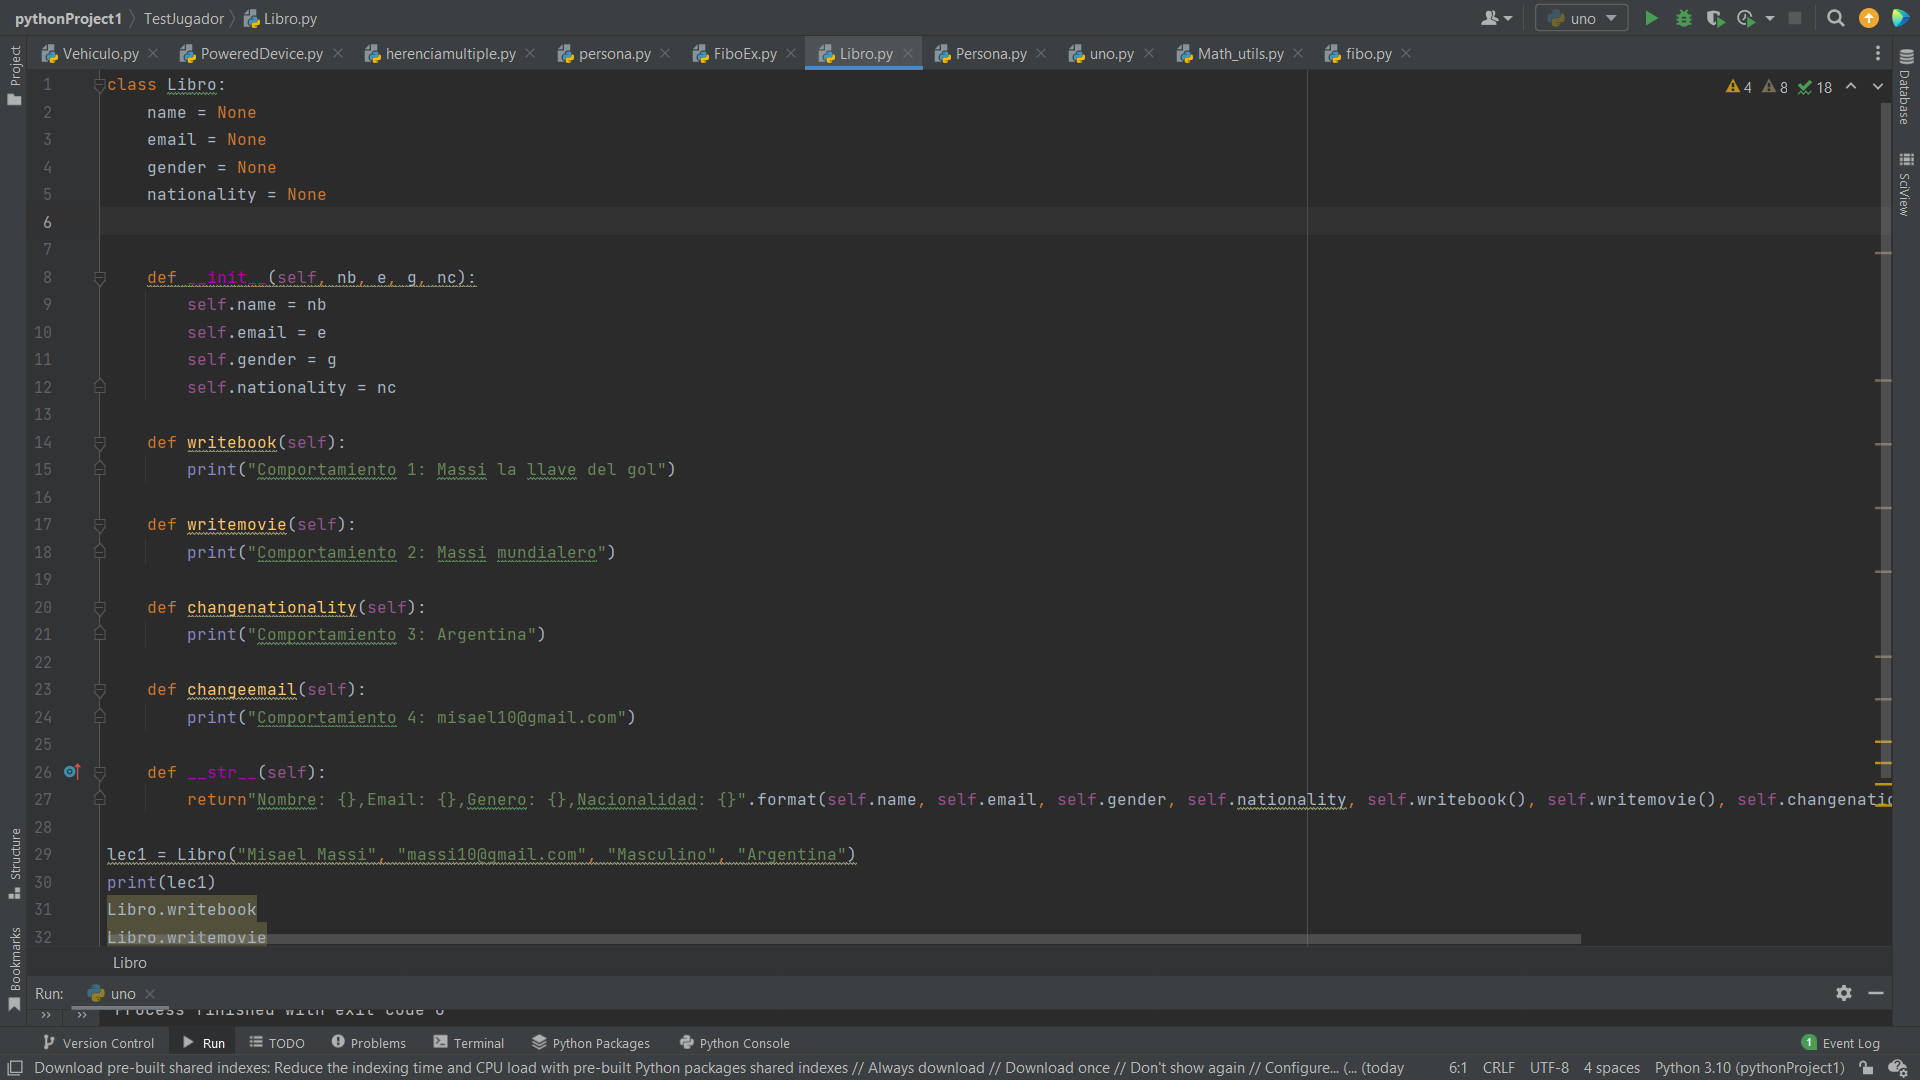 pythonProject1 TestJugador Libro.py uno
Project Vehiculo.py PoweredDevice.py herenciamultiple.py persona.py FiboEx.py Libro.py Persona.py uno.py Math_utils.py fibo.py
1 class Libro: 4 8 18
2 name = None
3 email = None
4 gender = None
5 nationality = None
6
7
8 def __init__(self, nb, e, g, nc):
9 self.name = nb
10 self.email = e
11 self.gender = g
12 self.nationality = nc
13
14 def writebook(self):
15 print("Comportamiento 1: Massi la llave del gol")
16
17 def writemovie(self):
18 print("Comportamiento 2: Massi mundialero")
19
20 def changenationality(self):
21 print("Comportamiento 3: Argentina")
22
23 def changeemail(self):
24 print("Comportamiento 4: misael10@gmail.com")
25
26 def __str__(self):
27 return"Nombre: {},Email: {},Genero: {},Nacionalidad: {}".format(self.name, self.email, self.gender, self.nationality, self.writebook(), self.writemovie(), self.changenatio
28
29 lec1 = Libro("Misael Massi", "massi10@gmail.com", "Masculino", "Argentina")
30 print(lec1)
31 Libro.writebook
32 Libro.writemovie
Database
SciView
Structure
Bookmarks
Libro
Run: uno
Process finished with exit code 0
Version Control Run TODO Problems Terminal Python Packages Python Console 1 Event Log
Download pre-built shared indexes: Reduce the indexing time and CPU load with pre-built Python packages shared indexes // Always download // Download once // Don't show again // Configure... (... (today 6:1 CRLF UTF-8 4 spaces Python 3.10 (pythonProject1)